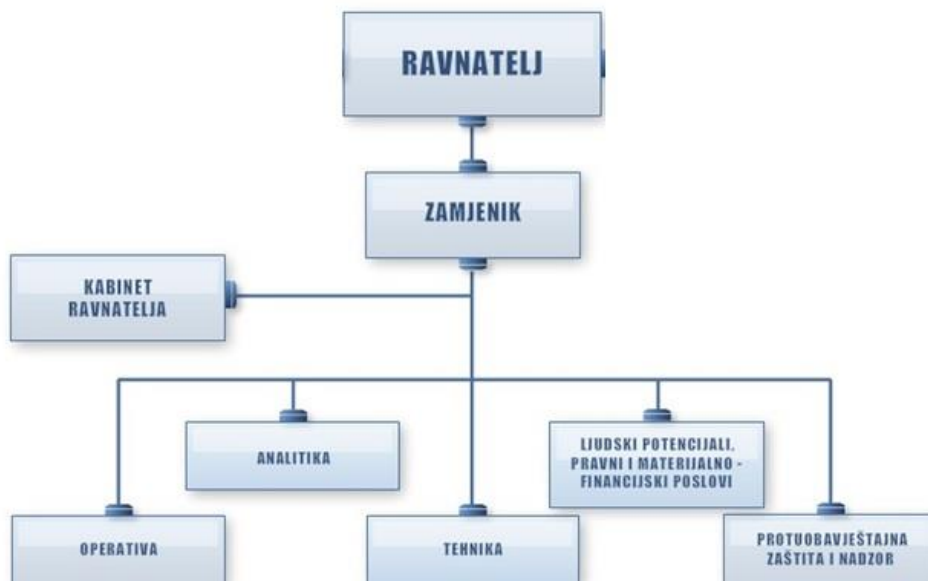 RAVNATELJ
ZAMJENIK
KABINET
RAVNATELJA
ANALITIKA
LJUDSKI POTENCIJALI,
PRAVNI I MATERIJALNO -
FINANCIJSKI POSLOVI
OPERATIVA
TEHNIKA
PROTUOBAVJEŠTAJNA
ZAŠTITA I NADZOR